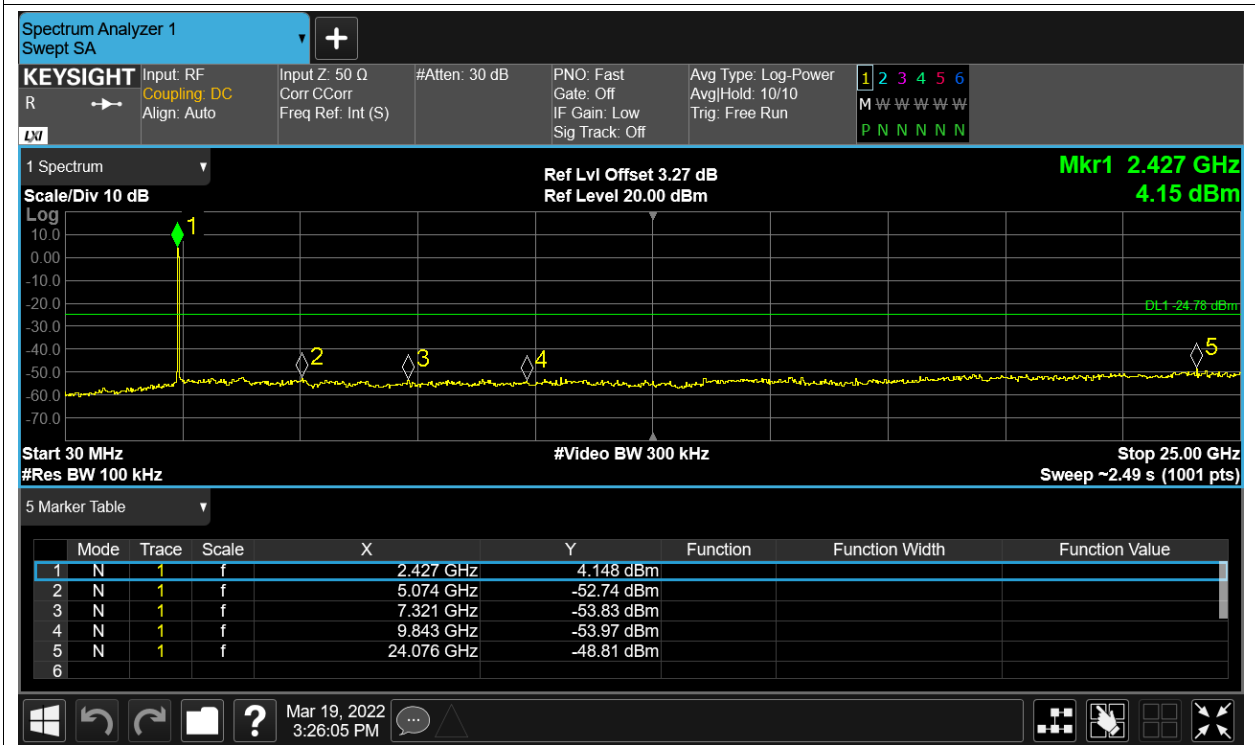 Spectrum Analyzer 1
Swept SA
KEYSIGHT
R
LXI
Input: RF
Coupling: DC
Align: Auto
Input Z: 50 Ω
Corr CCorr
Freq Ref: Int (S)
#Atten: 30 dB
PNO: Fast
Gate: Off
IF Gain: Low
Sig Track: Off
Avg Type: Log-Power
Avg|Hold: 10/10
Trig: Free Run
1 2 3 4 5 6
M W W W W W
P N N N N N
1 Spectrum
Scale/Div 10 dB
Ref Lvl Offset 3.27 dB
Ref Level 20.00 dBm
Mkr1 2.427 GHz
4.15 dBm
Log
10.0
0.00
-10.0
-20.0
-30.0
-40.0
-50.0
-60.0
-70.0
1
DL1 -24.78 dBm
2
3
4
5
Start 30 MHz
#Res BW 100 kHz
#Video BW 300 kHz
Stop 25.00 GHz
Sweep ~2.49 s (1001 pts)
5 Marker Table
Mode Trace Scale X Y Function Function Width Function Value
1 N 1 f 2.427 GHz 4.148 dBm
2 N 1 f 5.074 GHz -52.74 dBm
3 N 1 f 7.321 GHz -53.83 dBm
4 N 1 f 9.843 GHz -53.97 dBm
5 N 1 f 24.076 GHz -48.81 dBm
6
?
Mar 19, 2022
3:26:05 PM